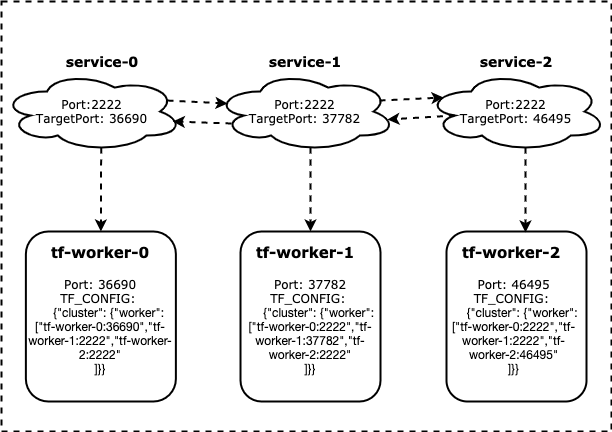 service-0
service-1
service-2
Port:2222
TargetPort: 36690
Port:2222
TargetPort: 37782
Port:2222
TargetPort: 46495
tf-worker-0
Port: 36690
TF_CONFIG:
{"cluster": {"worker":
["tf-worker-0:36690","tf-
worker-1:2222","tf-worker-
2:2222"
]}}
tf-worker-1
Port: 37782
TF_CONFIG:
{"cluster": {"worker":
["tf-worker-0:2222","tf-
worker-1:37782","tf-
worker-2:2222"
]}}
tf-worker-2
Port: 46495
TF_CONFIG:
{"cluster": {"worker":
["tf-worker-0:2222","tf-
worker-1:2222","tf-
worker-2:46495"
]}}